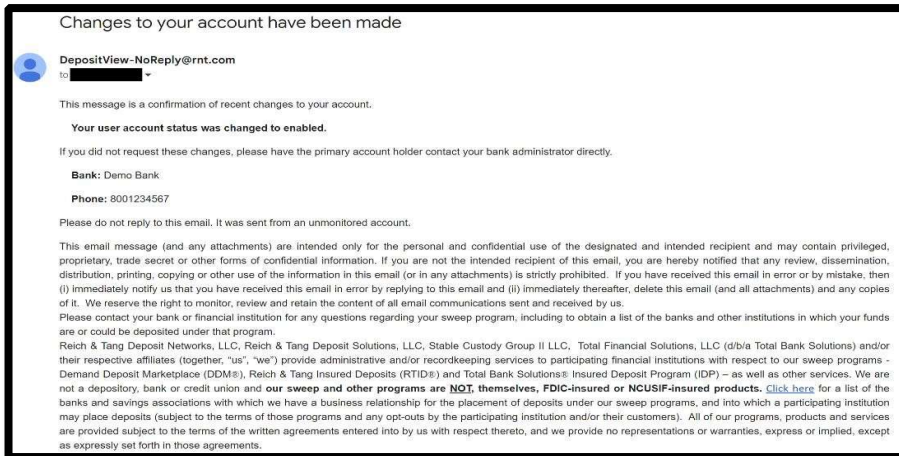 Changes to your account have been made
DepositView-NoReply@rnt.com
to
This message is a confirmation of recent changes to your account.
Your user account status was changed to enabled.
If you did not request these changes, please have the primary account holder contact your bank administrator directly.
Bank: Demo Bank
Phone: 8001234567
Please do not reply to this email. It was sent from an unmonitored account.
This email message (and any attachments) are intended only for the personal and confidential use of the designated and intended recipient and may contain privileged,
proprietary, trade secret or other forms of confidential information. If you are not the intended recipient of this email, you are hereby notified that any review, dissemination,
distribution, printing, copying or other use of the information in this email (or in any attachments) is strictly prohibited. If you have received this email in error or by mistake, then
(i) immediately notify us that you have received this email in error by replying to this email and (ii) immediately thereafter, delete this email (and all attachments) and any copies
of it. We reserve the right to monitor, review and retain the content of all email communications sent and received by us.
Please contact your bank or financial institution for any questions regarding your sweep program, including to obtain a list of the banks and other institutions in which your funds
are or could be deposited under that program.
Reich & Tang Deposit Networks, LLC, Reich & Tang Deposit Solutions, LLC, Stable Custody Group II LLC, Total Financial Solutions, LLC (d/b/a Total Bank Solutions) and/or
their respective affiliates (together, “us”, “we”) provide administrative and/or recordkeeping services to participating financial institutions with respect to our sweep programs -
Demand Deposit Marketplace (DDM®), Reich & Tang Insured Deposits (RTID®) and Total Bank Solutions® Insured Deposit Program (IDP) – as well as other services. We are
not a depository, bank or credit union and our sweep and other programs are NOT, themselves, FDIC-insured or NCUSIF-insured products. Click here for a list of the
banks and savings associations with which we have a business relationship for the placement of deposits under our sweep programs, and into which a participating institution
may place deposits (subject to the terms of those programs and any opt-outs by the participating institution and/or their customers). All of our programs, products and services
are provided subject to the terms of the written agreements entered into by us with respect thereto, and we provide no representations or warranties, express or implied, except
as expressly set forth in those agreements.